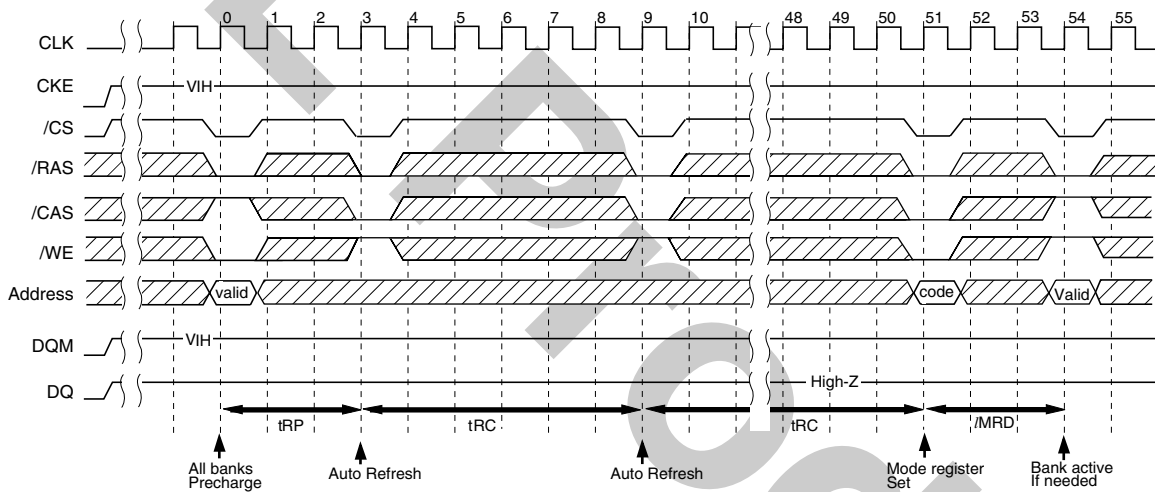 0 1 2 3 4 5 6 7 8 9 10 48 49 50 51 52 53 54 55
CLK
CKE VIH
/CS
/RAS
/CAS
/WE
Address valid code Valid
DQM VIH
DQ High-Z
tRP tRC tRC lMRD
All banks
Precharge
Auto Refresh
Auto Refresh
Mode register
Set
Bank active
If needed